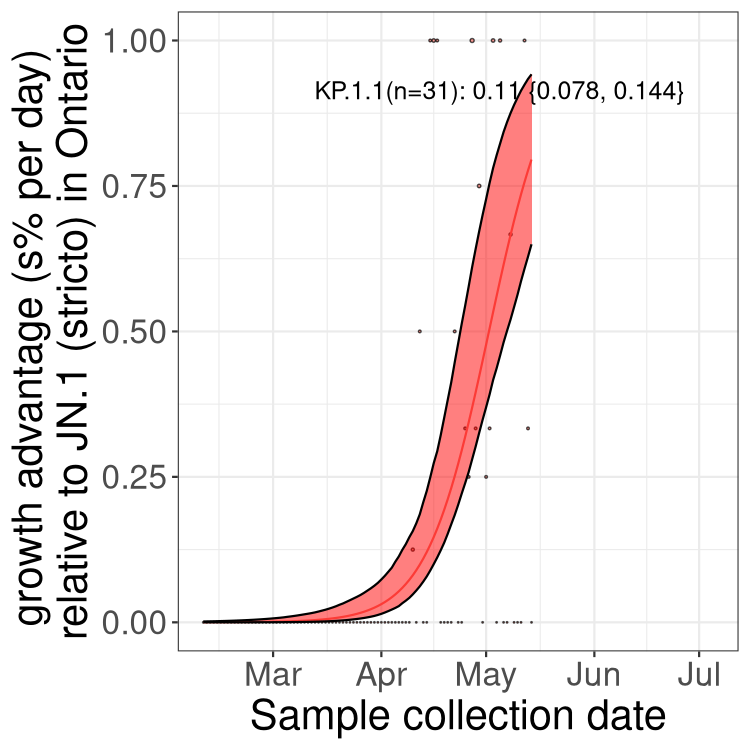 growth advantage (s% per day)
relative to JN.1 (stricto) in Ontario
1.00
0.75
0.50
0.25
0.00
KP.1.1(n=31): 0.11 {0.078, 0.144}
Mar Apr May Jun Jul
Sample collection date